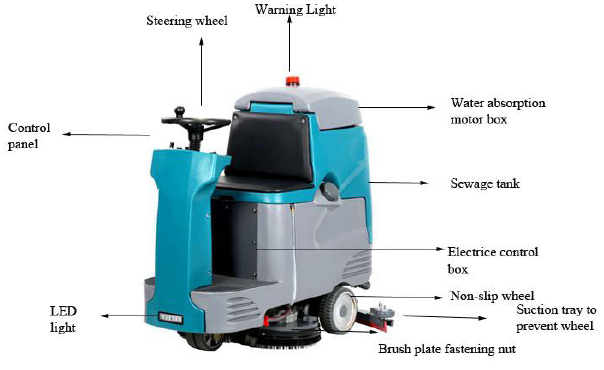 Warning Light
Steering wheel
Water absorption
motor box
Control
panel
Sewage tank
Electrice control
box
Non-slip wheel
LED
light
Suction tray to
prevent wheel
Brush plate fastening nut